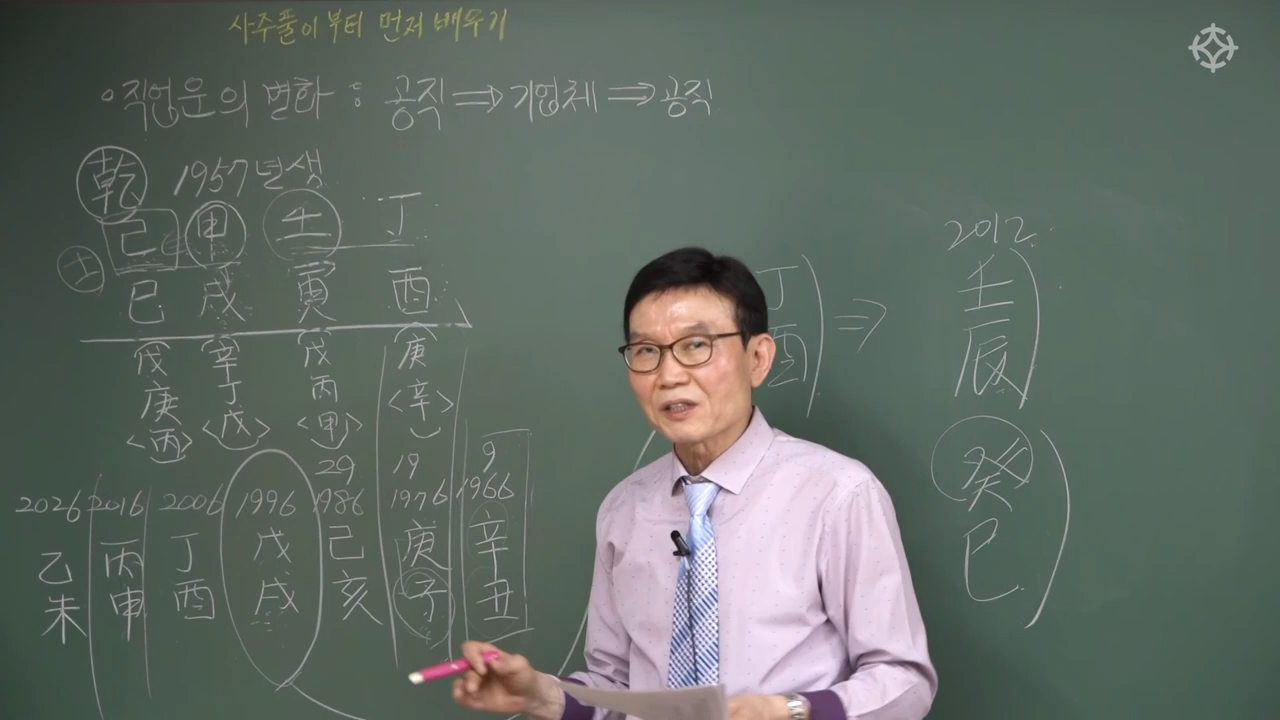 사주풀이부터 먼저 배우기
◦직업운의 변화 : 공직 ⇒ 기업체 ⇒ 공직
乾 1957년생
己 甲 壬 丁
土
巳 戌 寅 酉
戊 辛 戊 庚
庚 丁 丙 <辛>
<丙> <戊> <甲>
29 19 9
2026 2016 2006 1996 1986 1976 1966
乙 丙 丁 戊 己 庚 辛
未 申 酉 戌 亥 子 丑
丁
酉
⇒
2012
壬
辰
癸
巳